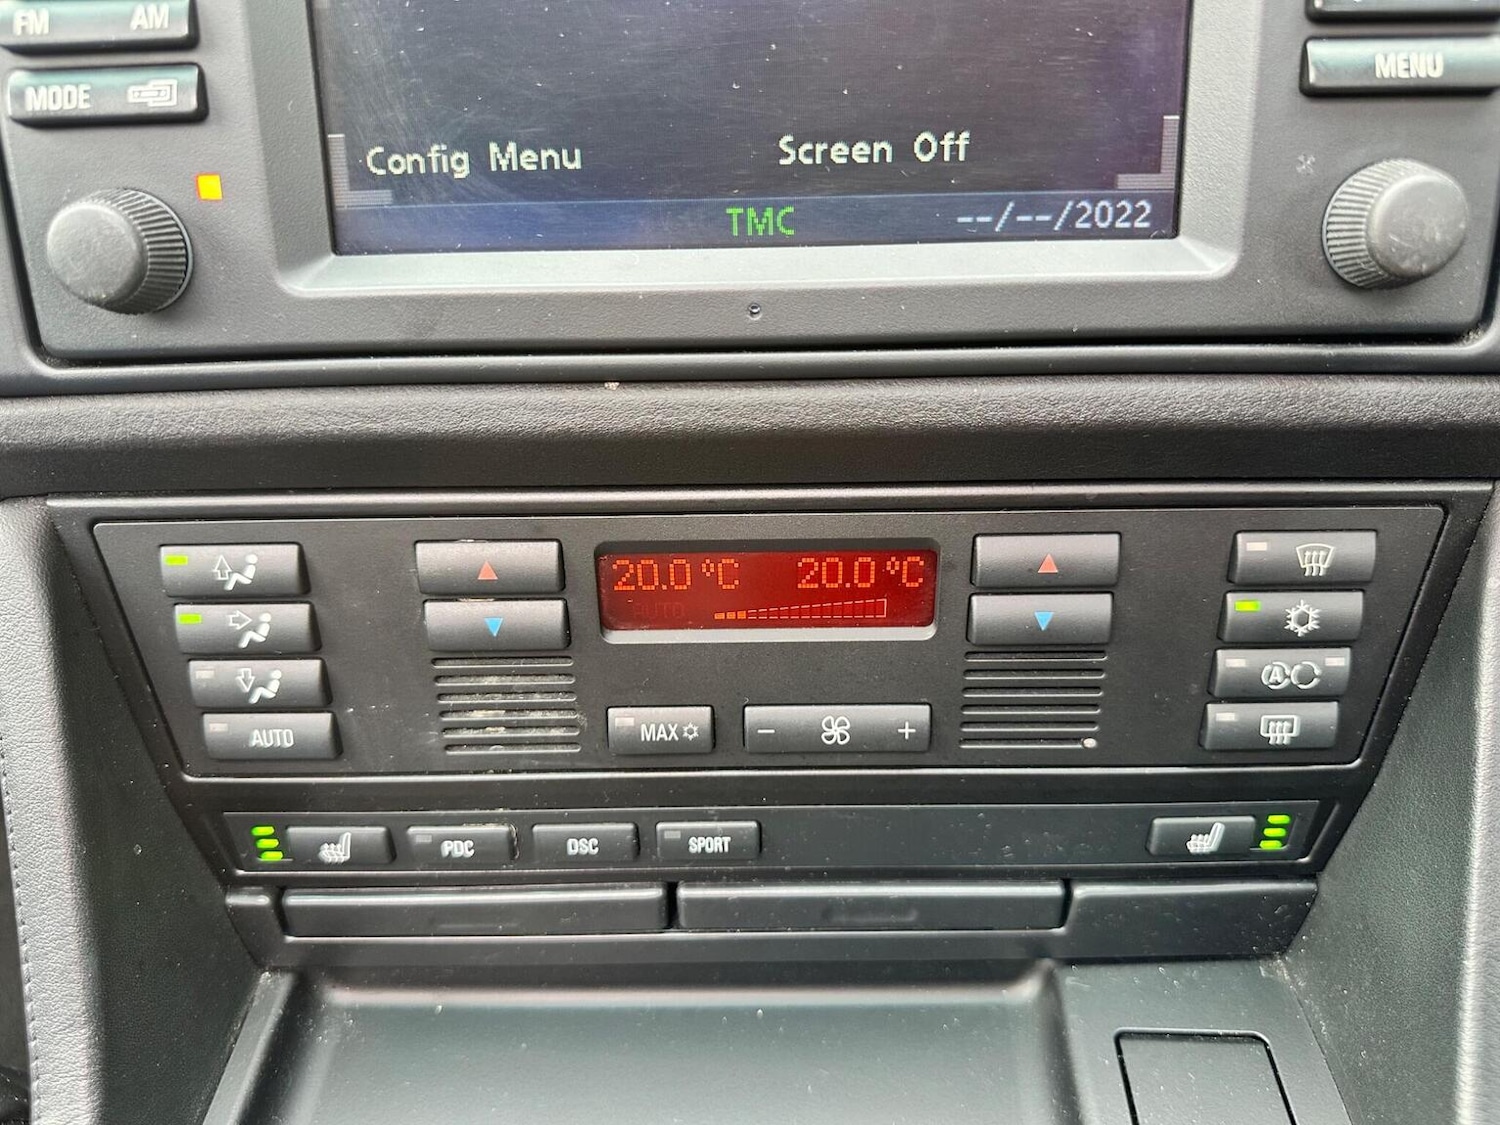 FM AM
MODE
MENU
Config Menu Screen Off
TMC --/--/2022
20.0 °C 20.0 °C
AUTO
A
MAX
- +
AUTO
PDC DSC SPORT